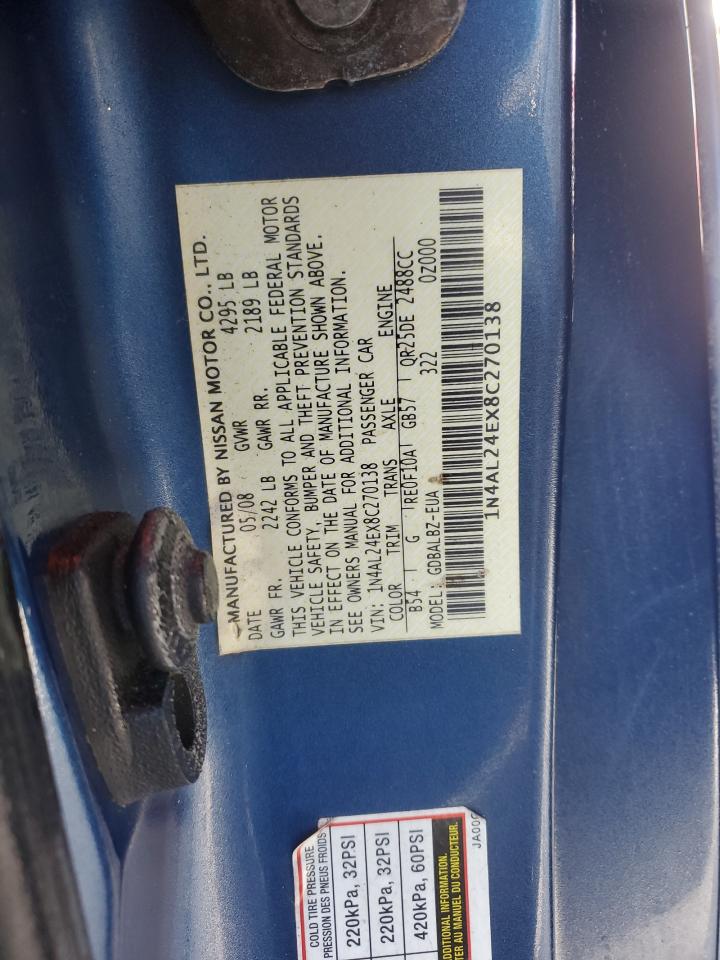 MANUFACTURED BY NISSAN MOTOR CO., LTD.
DATE 05/08 GVWR 4295 LB
GAWR FR. 2242 LB GAWR RR. 2189 LB
THIS VEHICLE CONFORMS TO ALL APPLICABLE FEDERAL MOTOR
VEHICLE SAFETY, BUMPER AND THEFT PREVENTION STANDARDS
IN EFFECT ON THE DATE OF MANUFACTURE SHOWN ABOVE.
SEE OWNERS MANUAL FOR ADDITIONAL INFORMATION.
VIN: 1N4AL24EX8C270138 PASSENGER CAR
COLOR TRIM TRANS AXLE ENGINE
B54 G RE0F10A GB57 QR25DE 2488CC
MODEL: GDBALBZ-EUA 322 0Z000
1N4AL24EX8C270138
COLD TIRE PRESSURE
PRESSION DES PNEUS FROIDS
220kPa, 32PSI
220kPa, 32PSI
420kPa, 60PSI
INFORMATION.
AU MANUEL DU CONDUCTEUR.